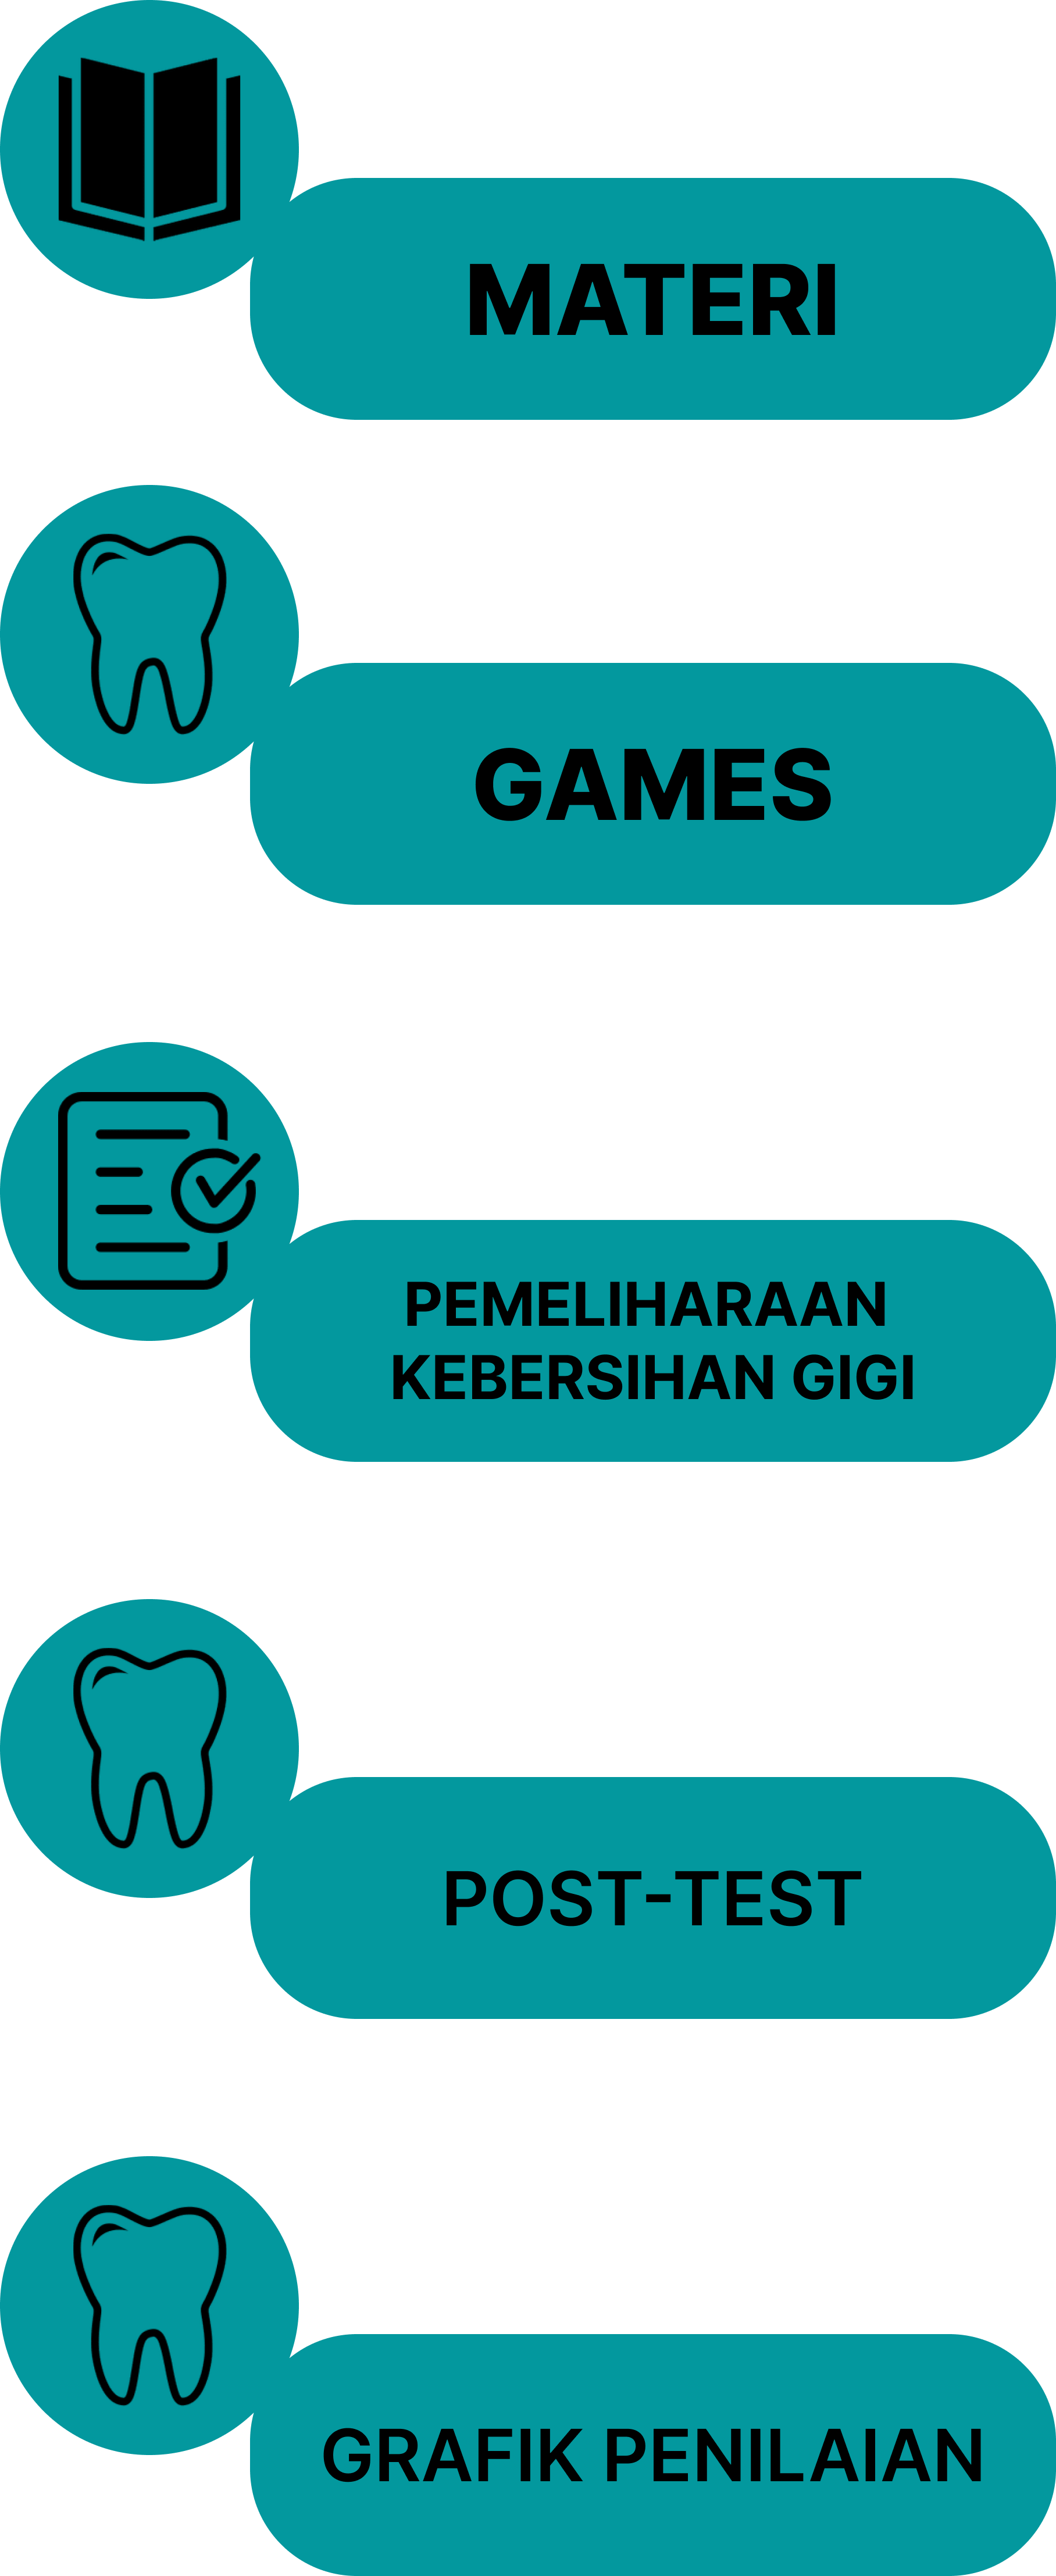 MATERI
GAMES
PEMELIHARAAN
KEBERSIHAN GIGI
POST-TEST
GRAFIK PENILAIAN